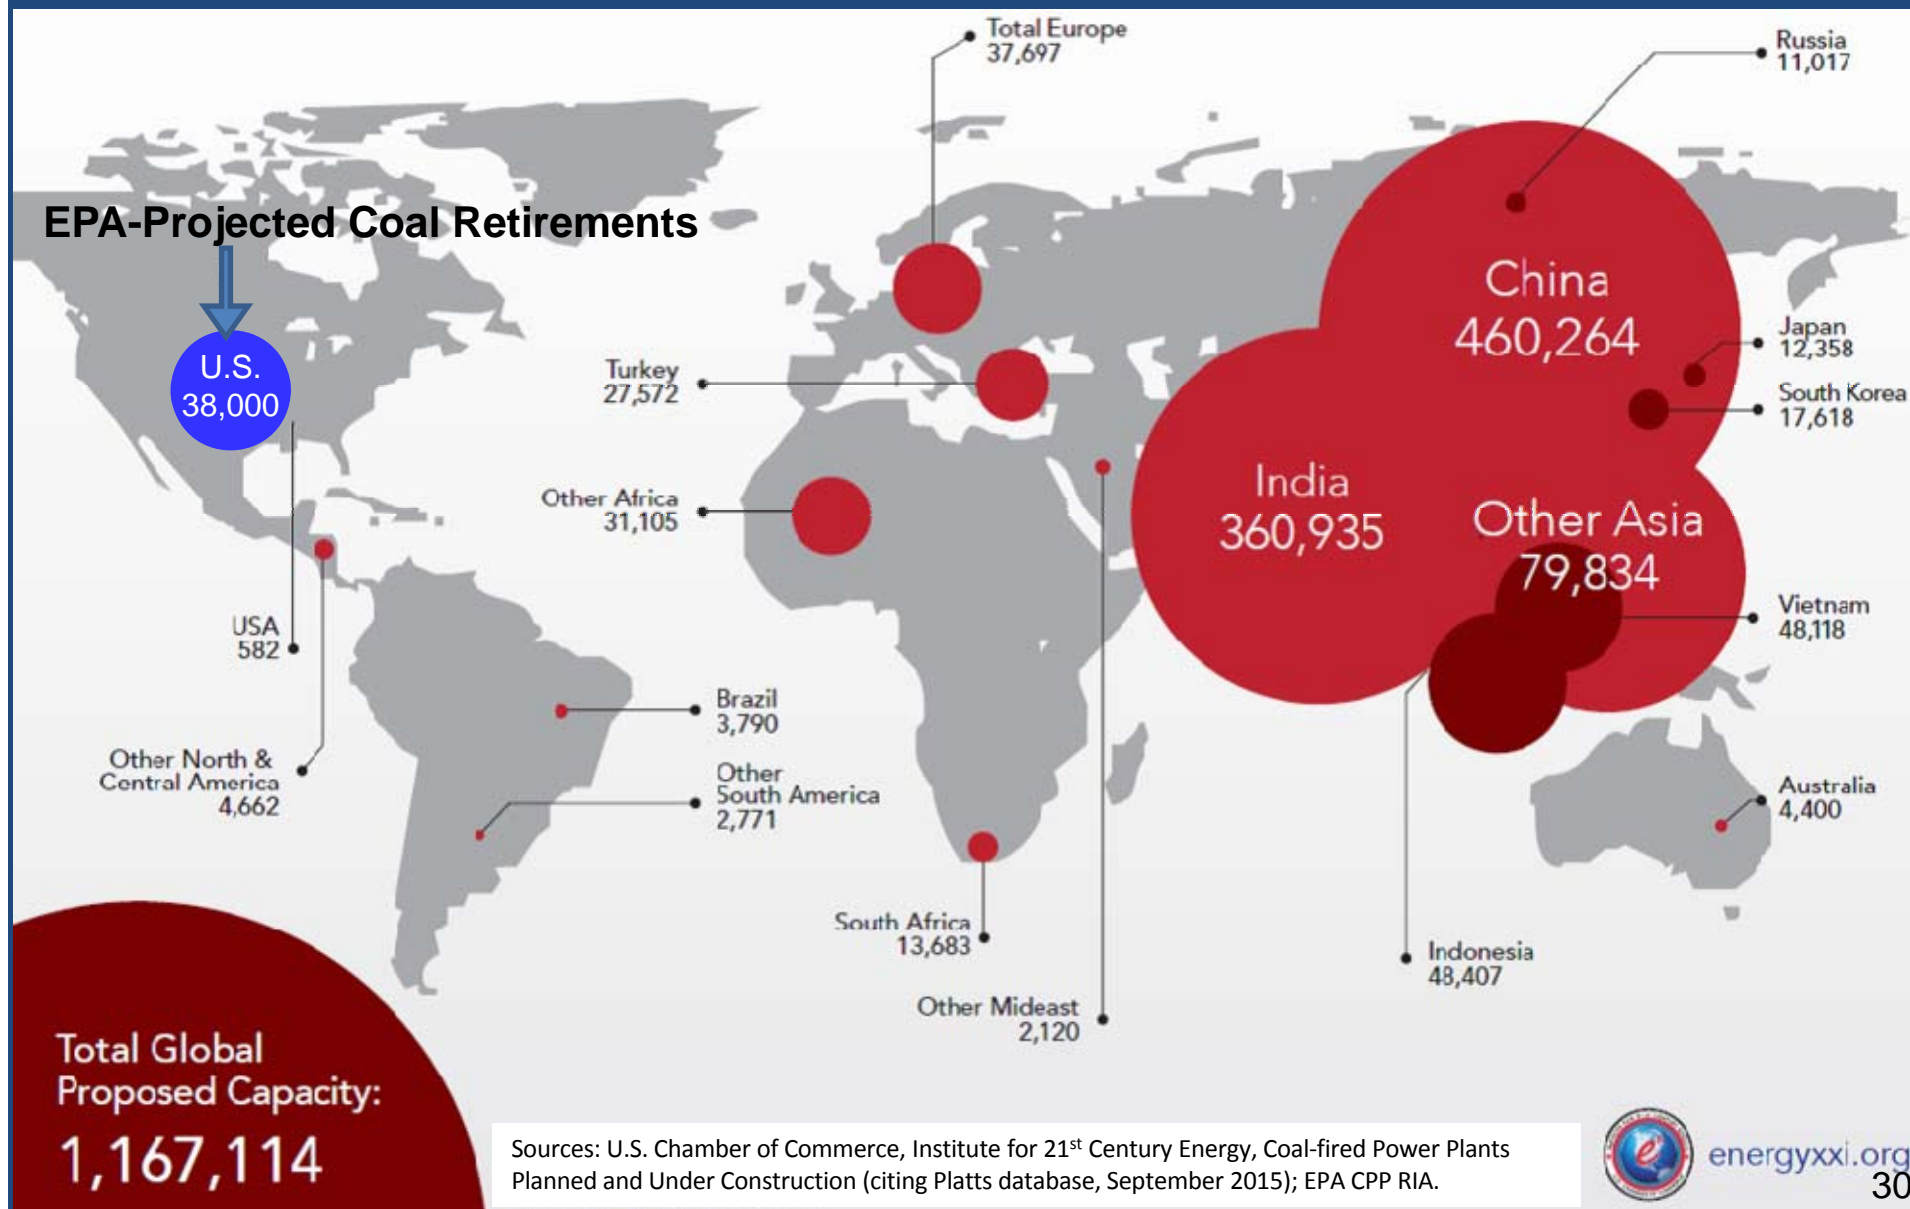 Total Europe
37,697
Russia
11,017
EPA-Projected Coal Retirements
U.S.
38,000
China
460,264
Japan
12,358
South Korea
17,618
Turkey
27,572
India
360,935
Other Africa
31,105
Other Asia
79,834
Vietnam
48,118
USA
582
Brazil
3,790
Other North &
Central America
4,662
Other
South America
2,771
Australia
4,400
South Africa
13,683
Indonesia
48,407
Other Mideast
2,120
Total Global
Proposed Capacity:
1,167,114
Sources: U.S. Chamber of Commerce, Institute for 21st Century Energy, Coal-fired Power Plants
Planned and Under Construction (citing Platts database, September 2015); EPA CPP RIA.
e
energyxxi.org
30